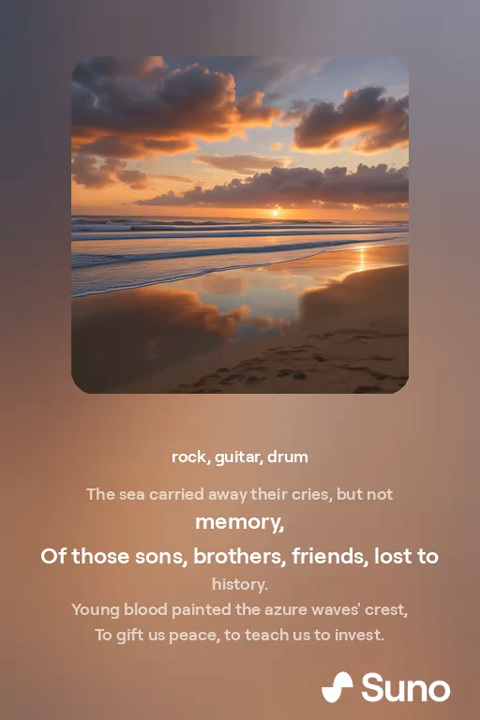 rock, guitar, drum
The sea carried away their cries, but not
memory,
Of those sons, brothers, friends, lost to
history.
Young blood painted the azure waves' crest,
To gift us peace, to teach us to invest.
Suno